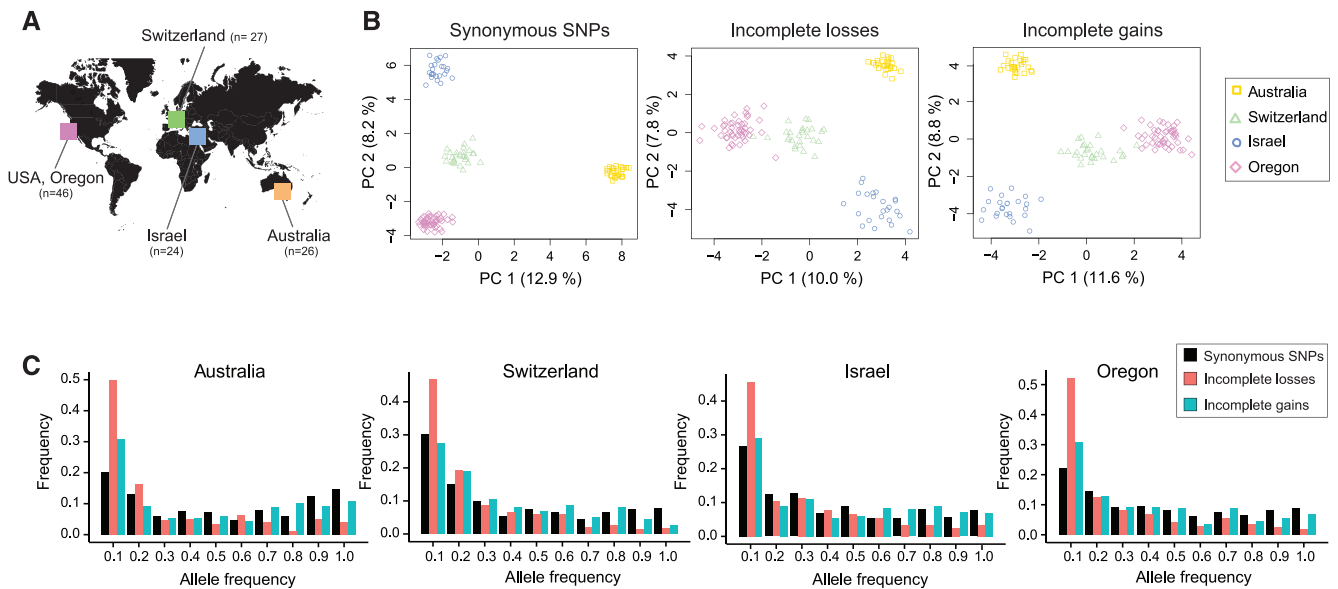 A
Switzerland (n= 27)
USA, Oregon
(n=46)
Israel
(n=24)
Australia
(n=26)
B
Synonymous SNPs
PC 2 (8.2 %)
6
4
2
0
−2
−4
−2 0 2 4 6 8
PC 1 (12.9 %)
Incomplete losses
PC 2 (7.8 %)
4
2
0
−2
−4
−4 −2 0 2 4
PC 1 (10.0 %)
Incomplete gains
PC 2 (8.8 %)
4
2
0
−2
−4
−4 −2 0 2 4
PC 1 (11.6 %)
Australia
Switzerland
Israel
Oregon
C
Synonymous SNPs
Incomplete losses
Incomplete gains
Australia
Frequency
0.5
0.4
0.3
0.2
0.1
0.0
0.1 0.2 0.3 0.4 0.5 0.6 0.7 0.8 0.9 1.0
Allele frequency
Switzerland
Frequency
0.4
0.3
0.2
0.1
0.0
0.1 0.2 0.3 0.4 0.5 0.6 0.7 0.8 0.9 1.0
Allele frequency
Israel
Frequency
0.4
0.3
0.2
0.1
0.0
0.1 0.2 0.3 0.4 0.5 0.6 0.7 0.8 0.9 1.0
Allele frequency
Oregon
Frequency
0.5
0.4
0.3
0.2
0.1
0.0
0.1 0.2 0.3 0.4 0.5 0.6 0.7 0.8 0.9 1.0
Allele frequency